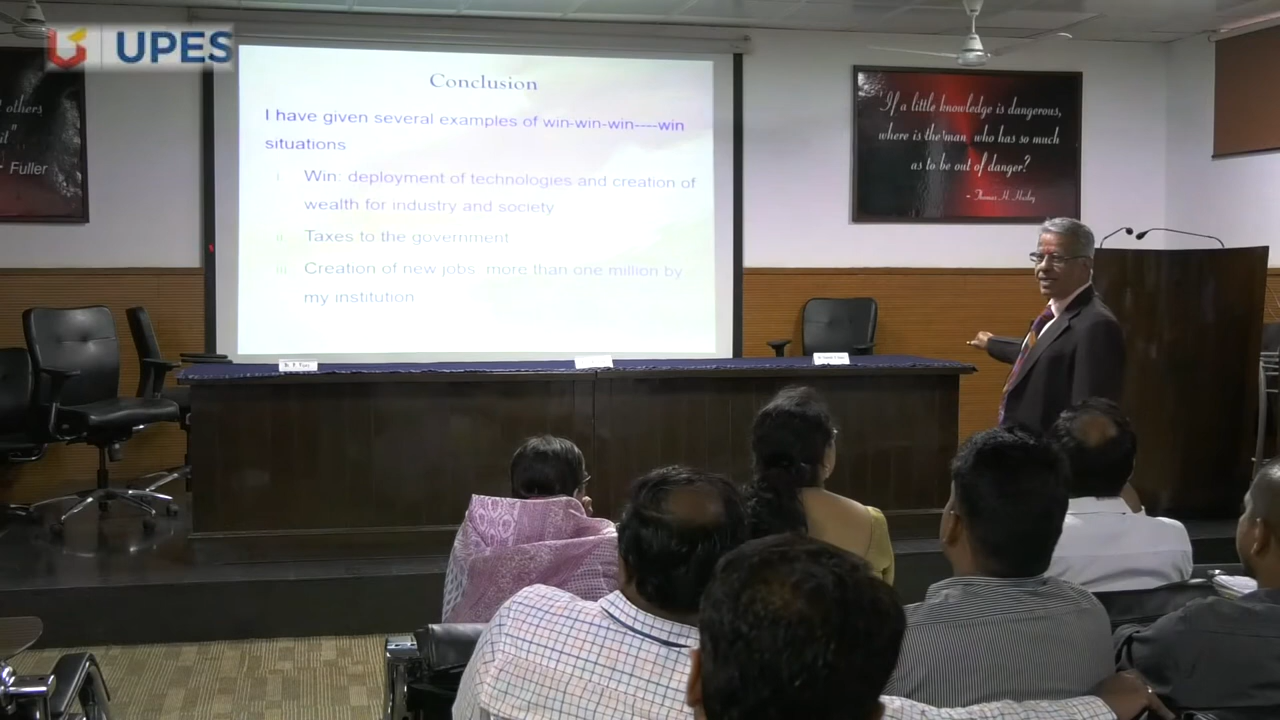 UPES
Conclusion
I have given several examples of win-win-win----win
situations
i. Win: deployment of technologies and creation of
wealth for industry and society
ii. Taxes to the government
iii. Creation of new jobs: more than one million by
my institution
others
Fuller
"If a little knowledge is dangerous,
where is the man who has so much
as to be out of danger?
~ Thomas H. Huxley